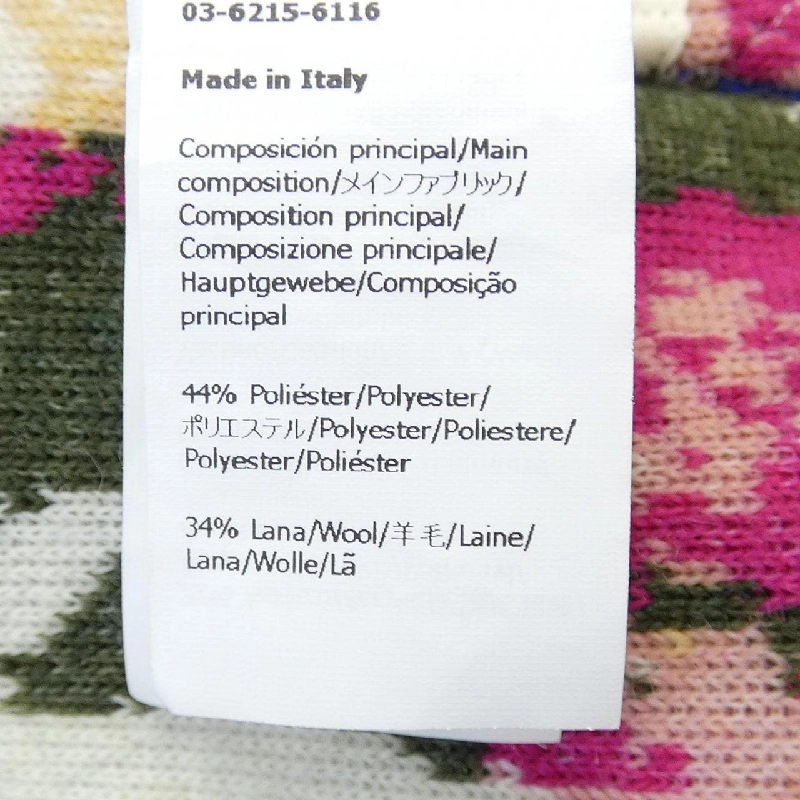 03-6215-6116
Made in Italy
Composición principal/Main
composition/メインファブリック/
Composition principal/
Composizione principale/
Hauptgewebe/Composição
principal
44% Poliéster/Polyester/
ポリエステル/Polyester/Poliestere/
Polyester/Poliéster
34% Lana/Wool/羊毛/Laine/
Lana/Wolle/Lã